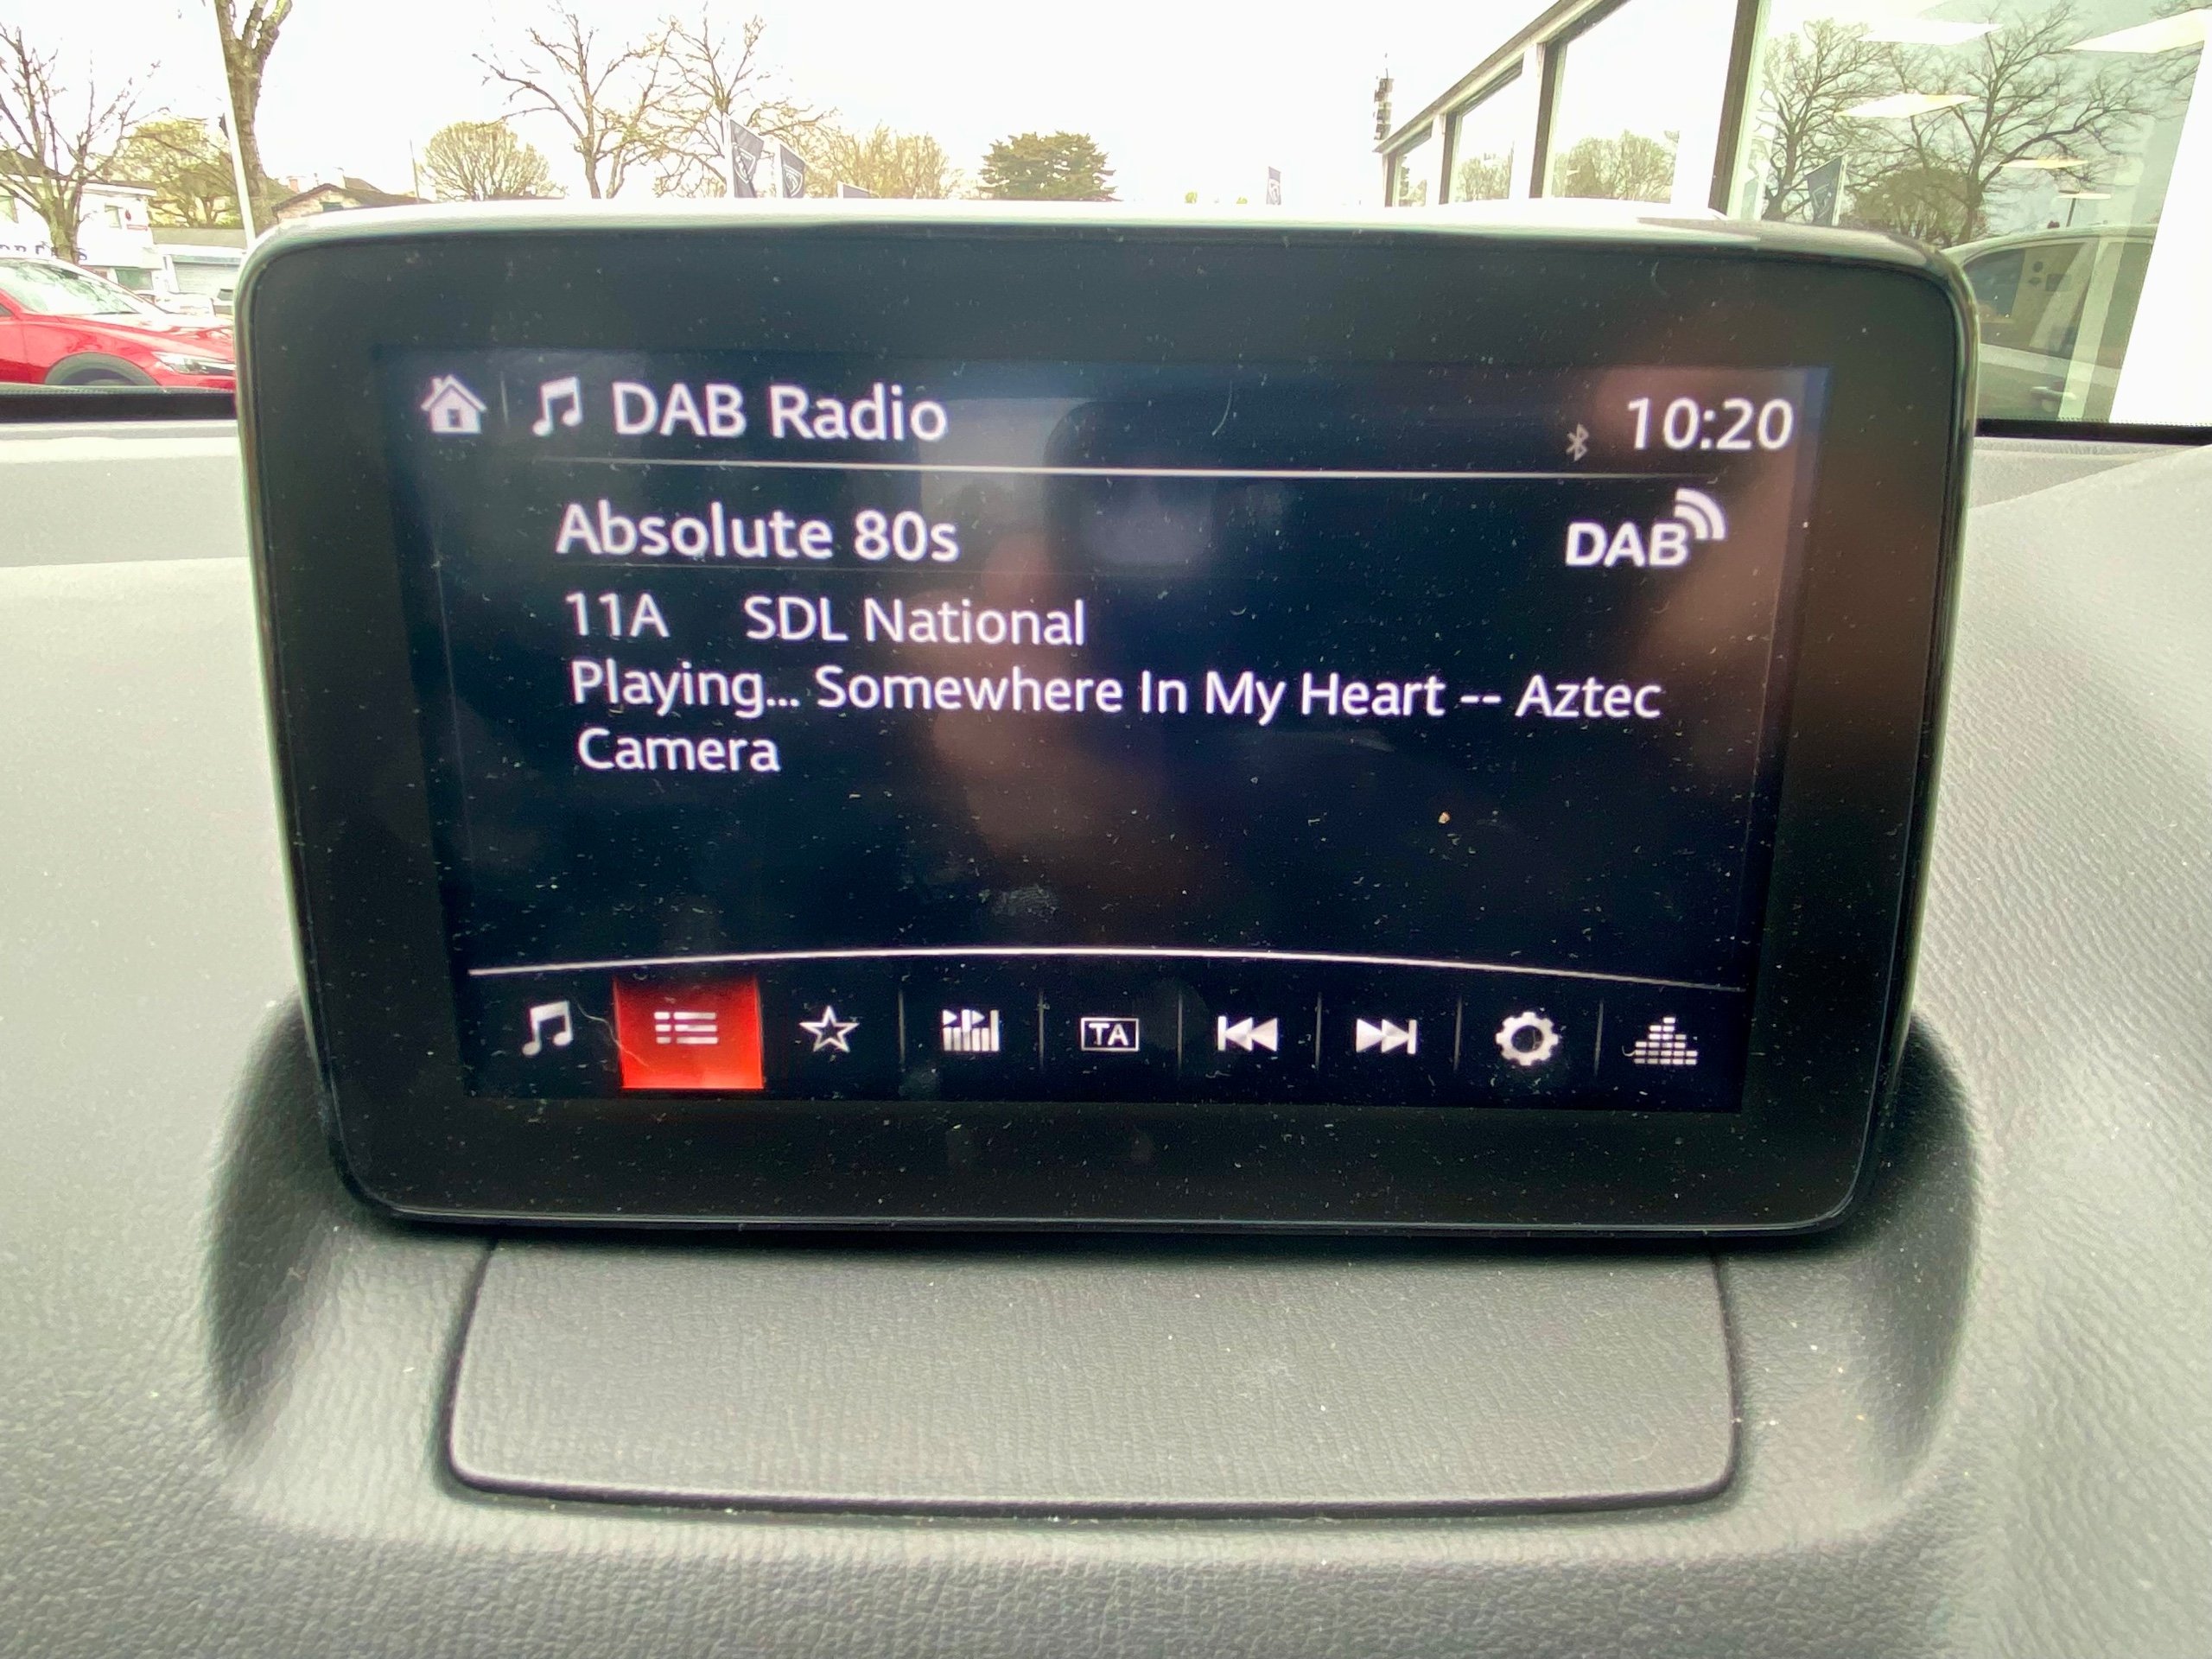 DAB Radio
10:20
Absolute 80s
DAB
11A SDL National
Playing... Somewhere In My Heart -- Aztec
Camera
TA